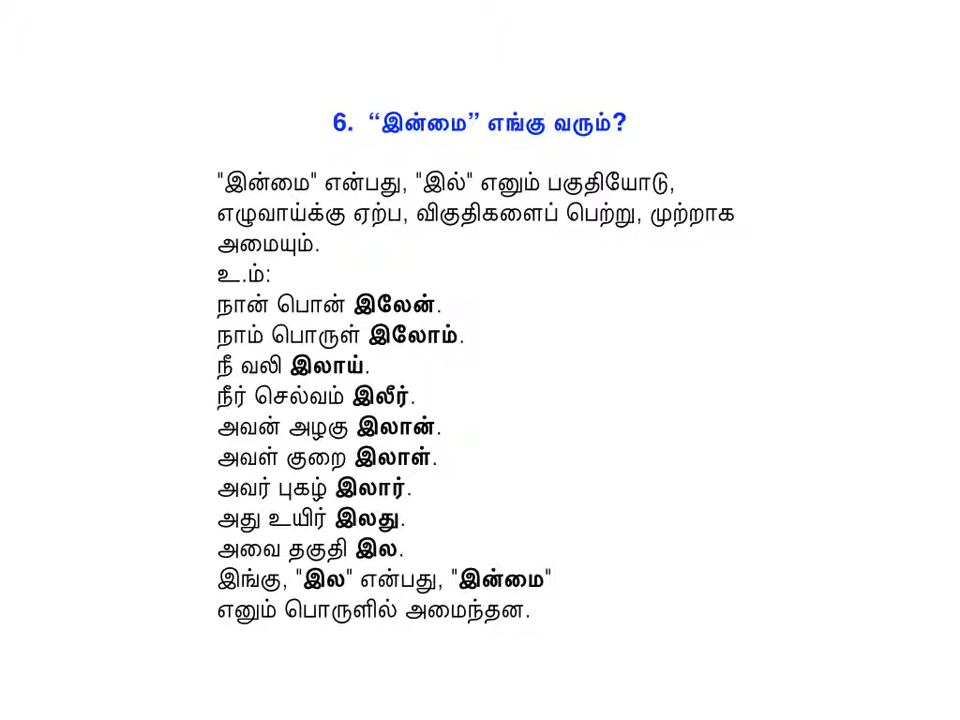 6. “இன்மை” எங்கு வரும்?
"இன்மை" என்பது, "இல்" எனும் பகுதியோடு,
எழுவாய்க்கு ஏற்ப, விகுதிகளைப் பெற்று, முற்றாக
அமையும்.
உ.ம்:
நான் பொன் இலேன்.
நாம் பொருள் இலோம்.
நீ வலி இலாய்.
நீர் செல்வம் இலீர்.
அவன் அழகு இலான்.
அவள் குறை இலாள்.
அவர் புகழ் இலார்.
அது உயிர் இலது.
அவை தகுதி இல.
இங்கு, "இல" என்பது, "இன்மை"
எனும் பொருளில் அமைந்தன.